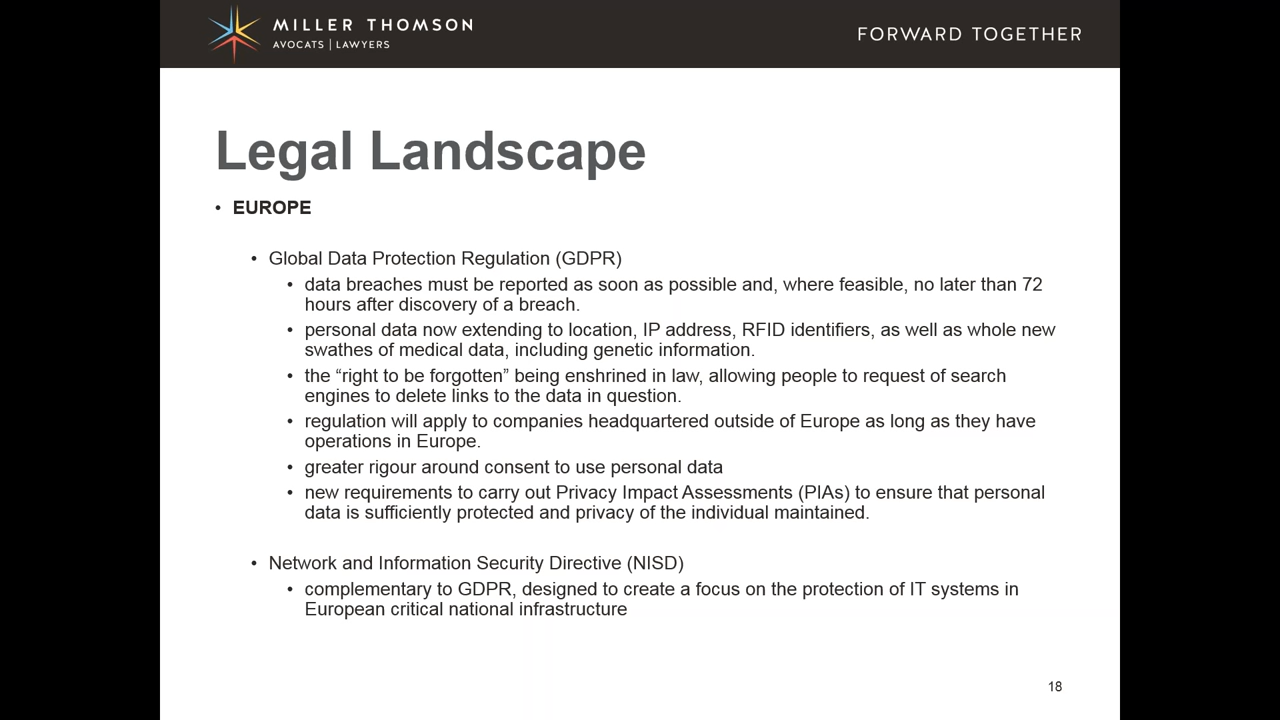 MILLER THOMSON
AVOCATS | LAWYERS
FORWARD TOGETHER
Legal Landscape
• EUROPE
• Global Data Protection Regulation (GDPR)
• data breaches must be reported as soon as possible and, where feasible, no later than 72
hours after discovery of a breach.
• personal data now extending to location, IP address, RFID identifiers, as well as whole new
swathes of medical data, including genetic information.
• the “right to be forgotten” being enshrined in law, allowing people to request of search
engines to delete links to the data in question.
• regulation will apply to companies headquartered outside of Europe as long as they have
operations in Europe.
• greater rigour around consent to use personal data
• new requirements to carry out Privacy Impact Assessments (PIAs) to ensure that personal
data is sufficiently protected and privacy of the individual maintained.
• Network and Information Security Directive (NISD)
• complementary to GDPR, designed to create a focus on the protection of IT systems in
European critical national infrastructure
18